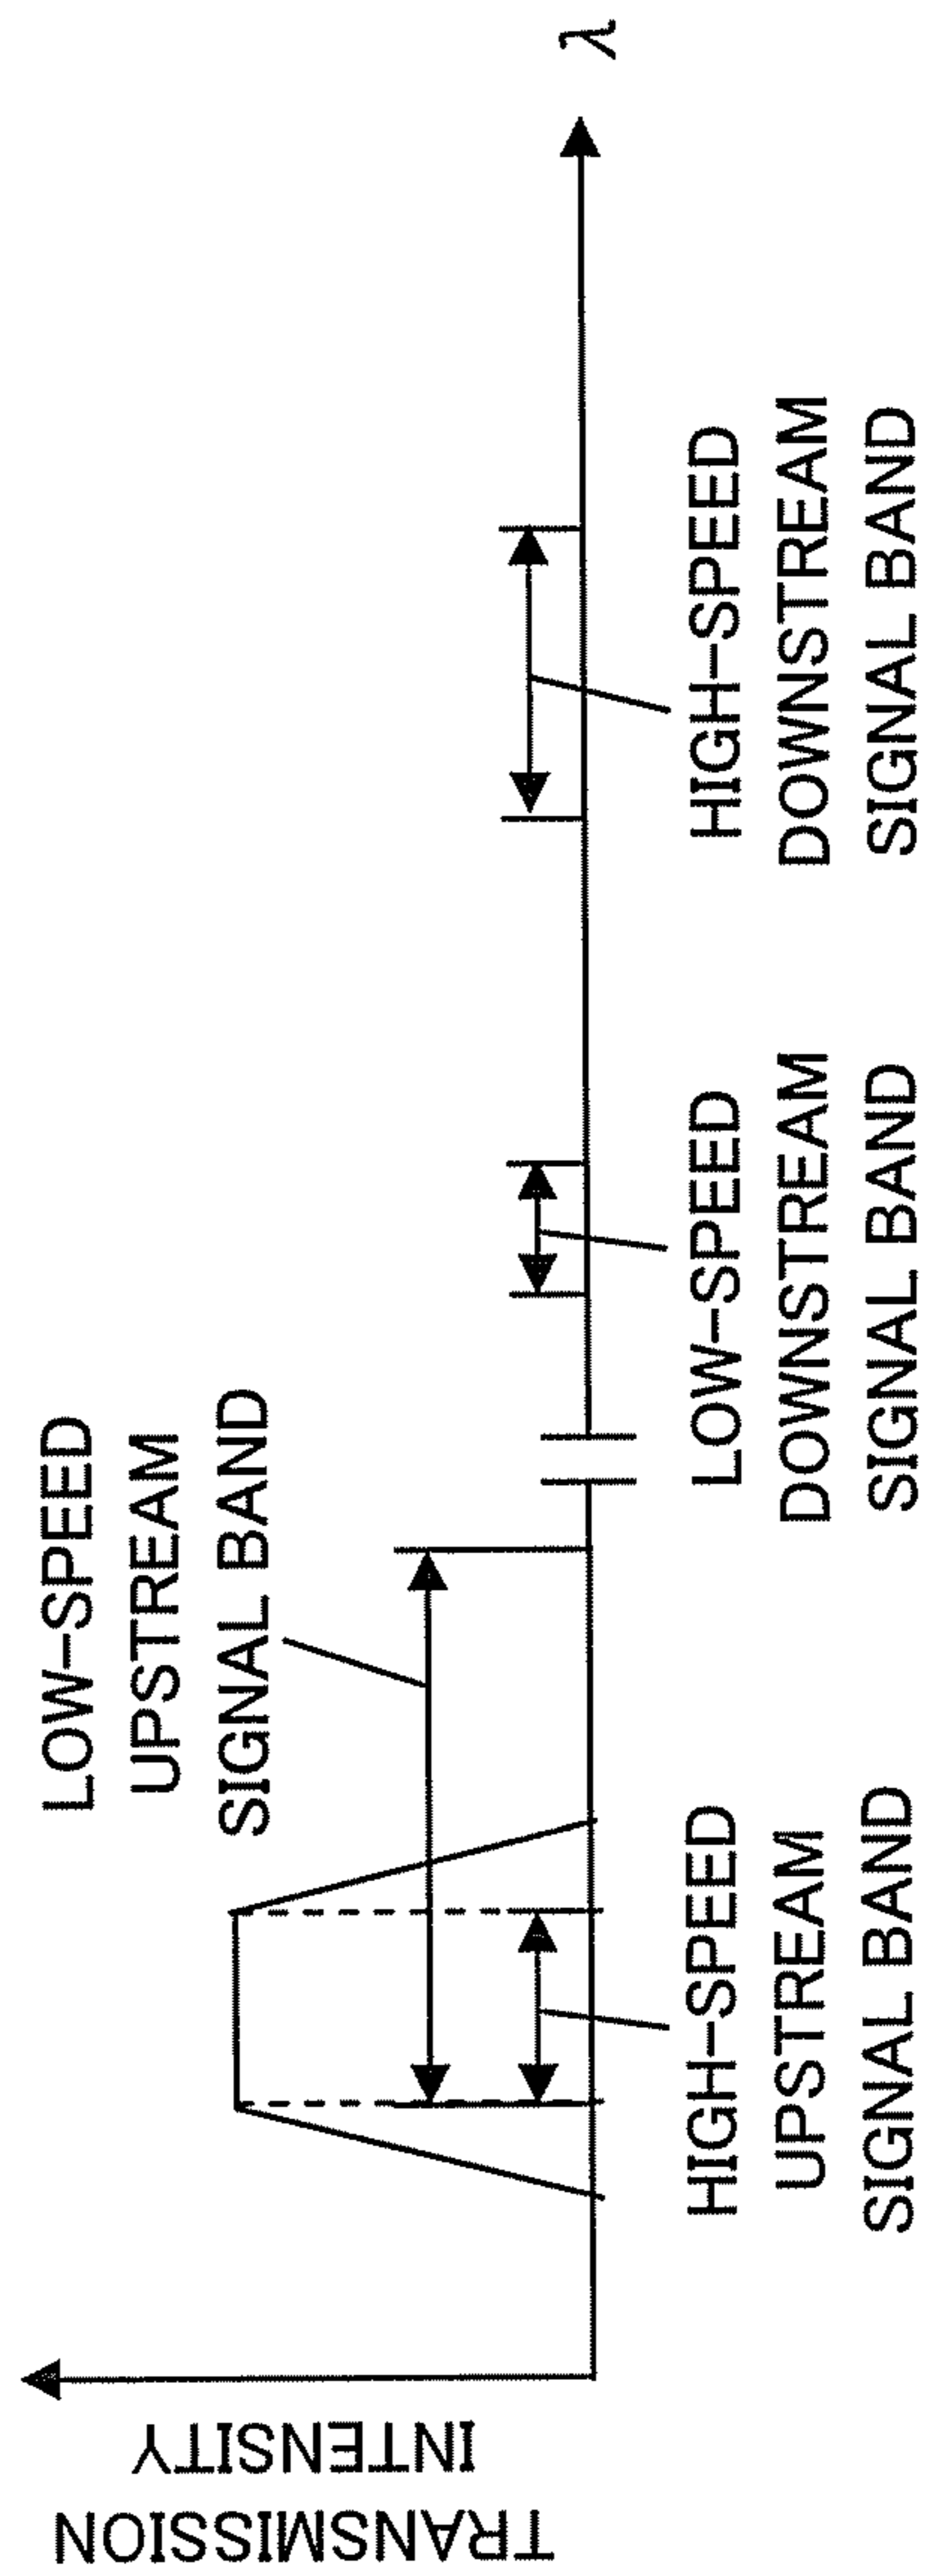 TRANSMISSION
INTENSITY
LOW-SPEED
UPSTREAM
SIGNAL BAND
λ
HIGH-SPEED
UPSTREAM
SIGNAL BAND
LOW-SPEED
DOWNSTREAM
SIGNAL BAND
HIGH-SPEED
DOWNSTREAM
SIGNAL BAND